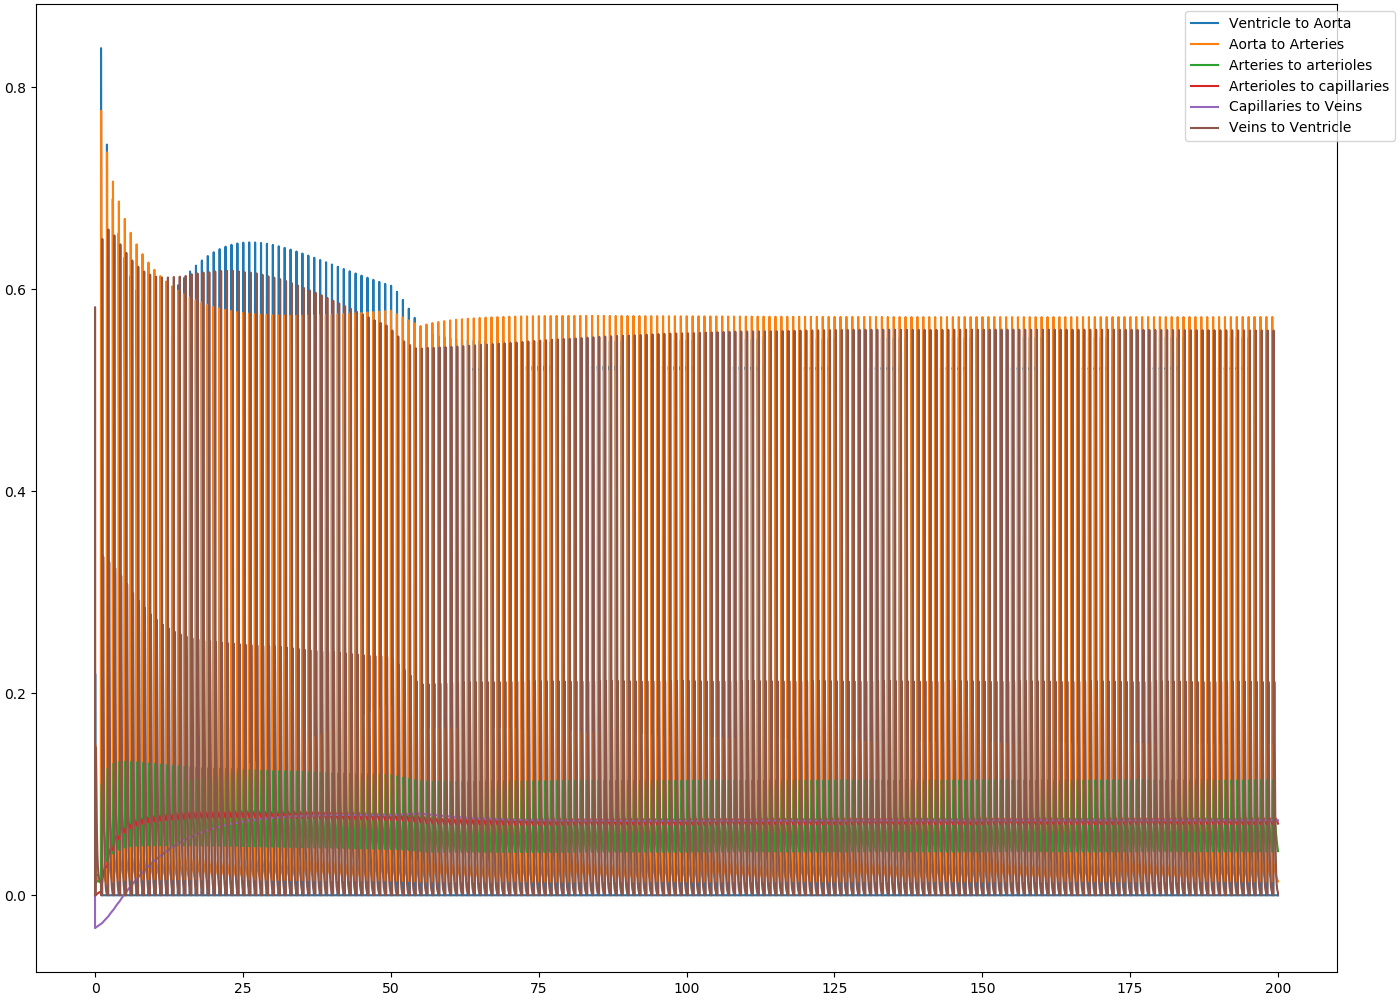 Ventricle to Aorta
Aorta to Arteries
Arteries to arterioles
Arterioles to capillaries
Capillaries to Veins
Veins to Ventricle
0.8
0.6
0.4
0.2
0.0
0 25 50 75 100 125 150 175 200